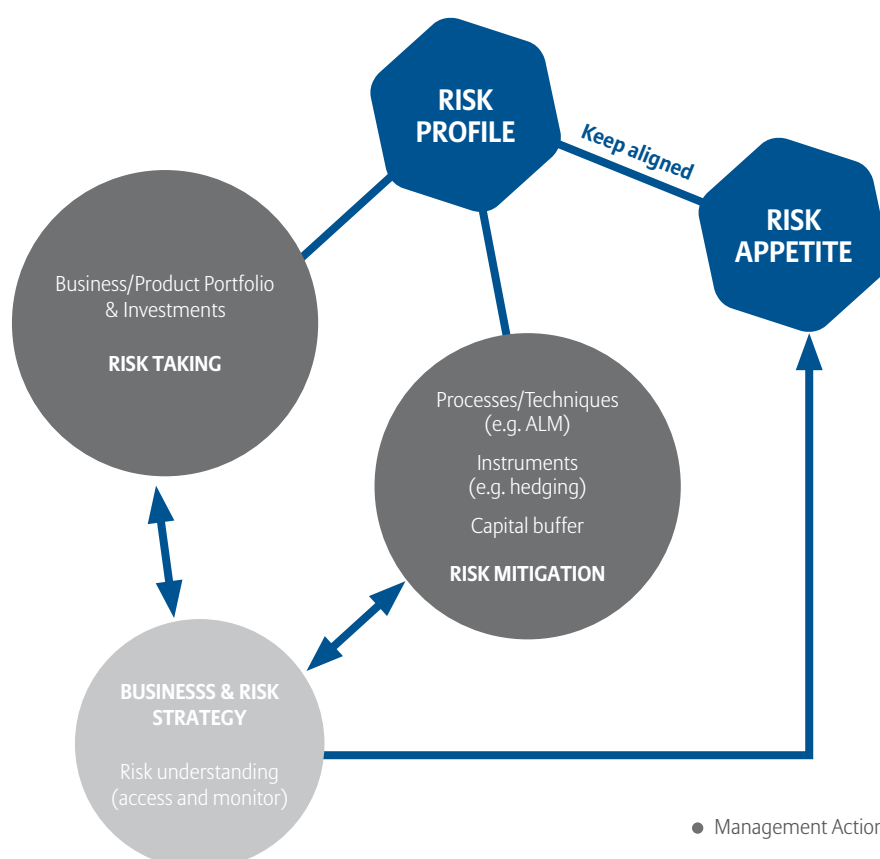 RISK
PROFILE
Keep aligned
RISK
APPETITE
Business/Product Portfolio
& Investments
RISK TAKING
Processes/Techniques
(e.g. ALM)
Instruments
(e.g. hedging)
Capital buffer
RISK MITIGATION
BUSINESSS & RISK
STRATEGY
Risk understanding
(access and monitor)
● Management Action